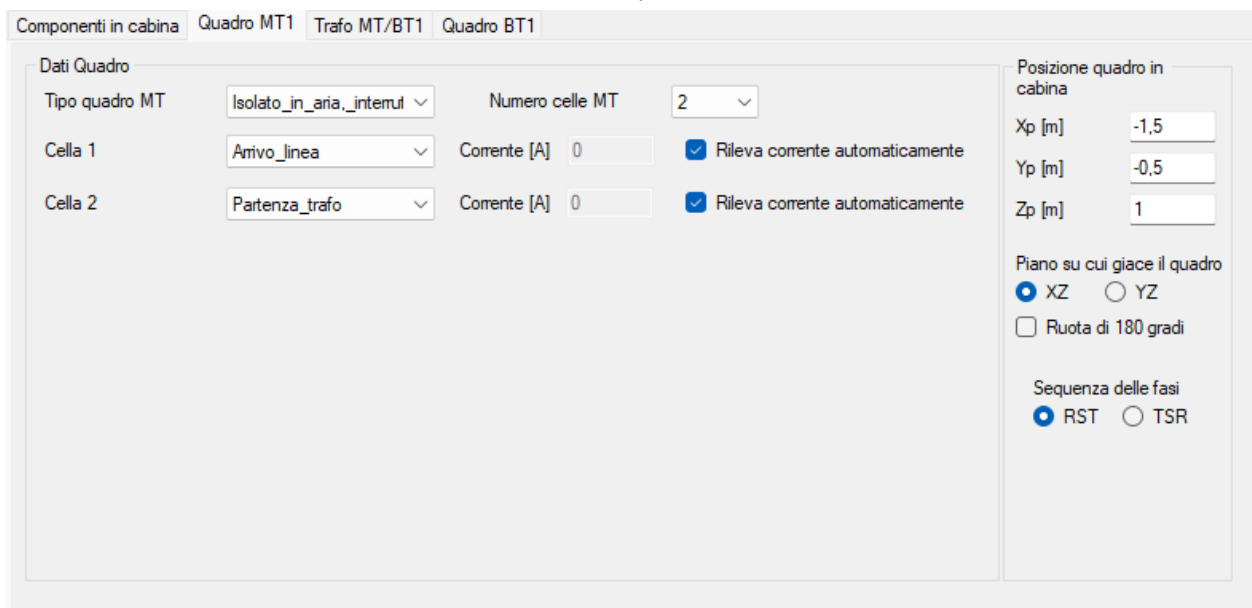 Componenti in cabina Quadro MT1 Trafo MT/BT1 Quadro BT1
Dati Quadro
Tipo quadro MT Isolato_in_aria,_interrut Numero celle MT 2
Cella 1 Arrivo_linea Corrente [A] 0 Rileva corrente automaticamente
Cella 2 Partenza_trafo Corrente [A] 0 Rileva corrente automaticamente
Posizione quadro in
cabina
Xp [m] -1,5
Yp [m] -0,5
Zp [m] 1
Piano su cui giace il quadro
XZ YZ
Ruota di 180 gradi
Sequenza delle fasi
RST TSR